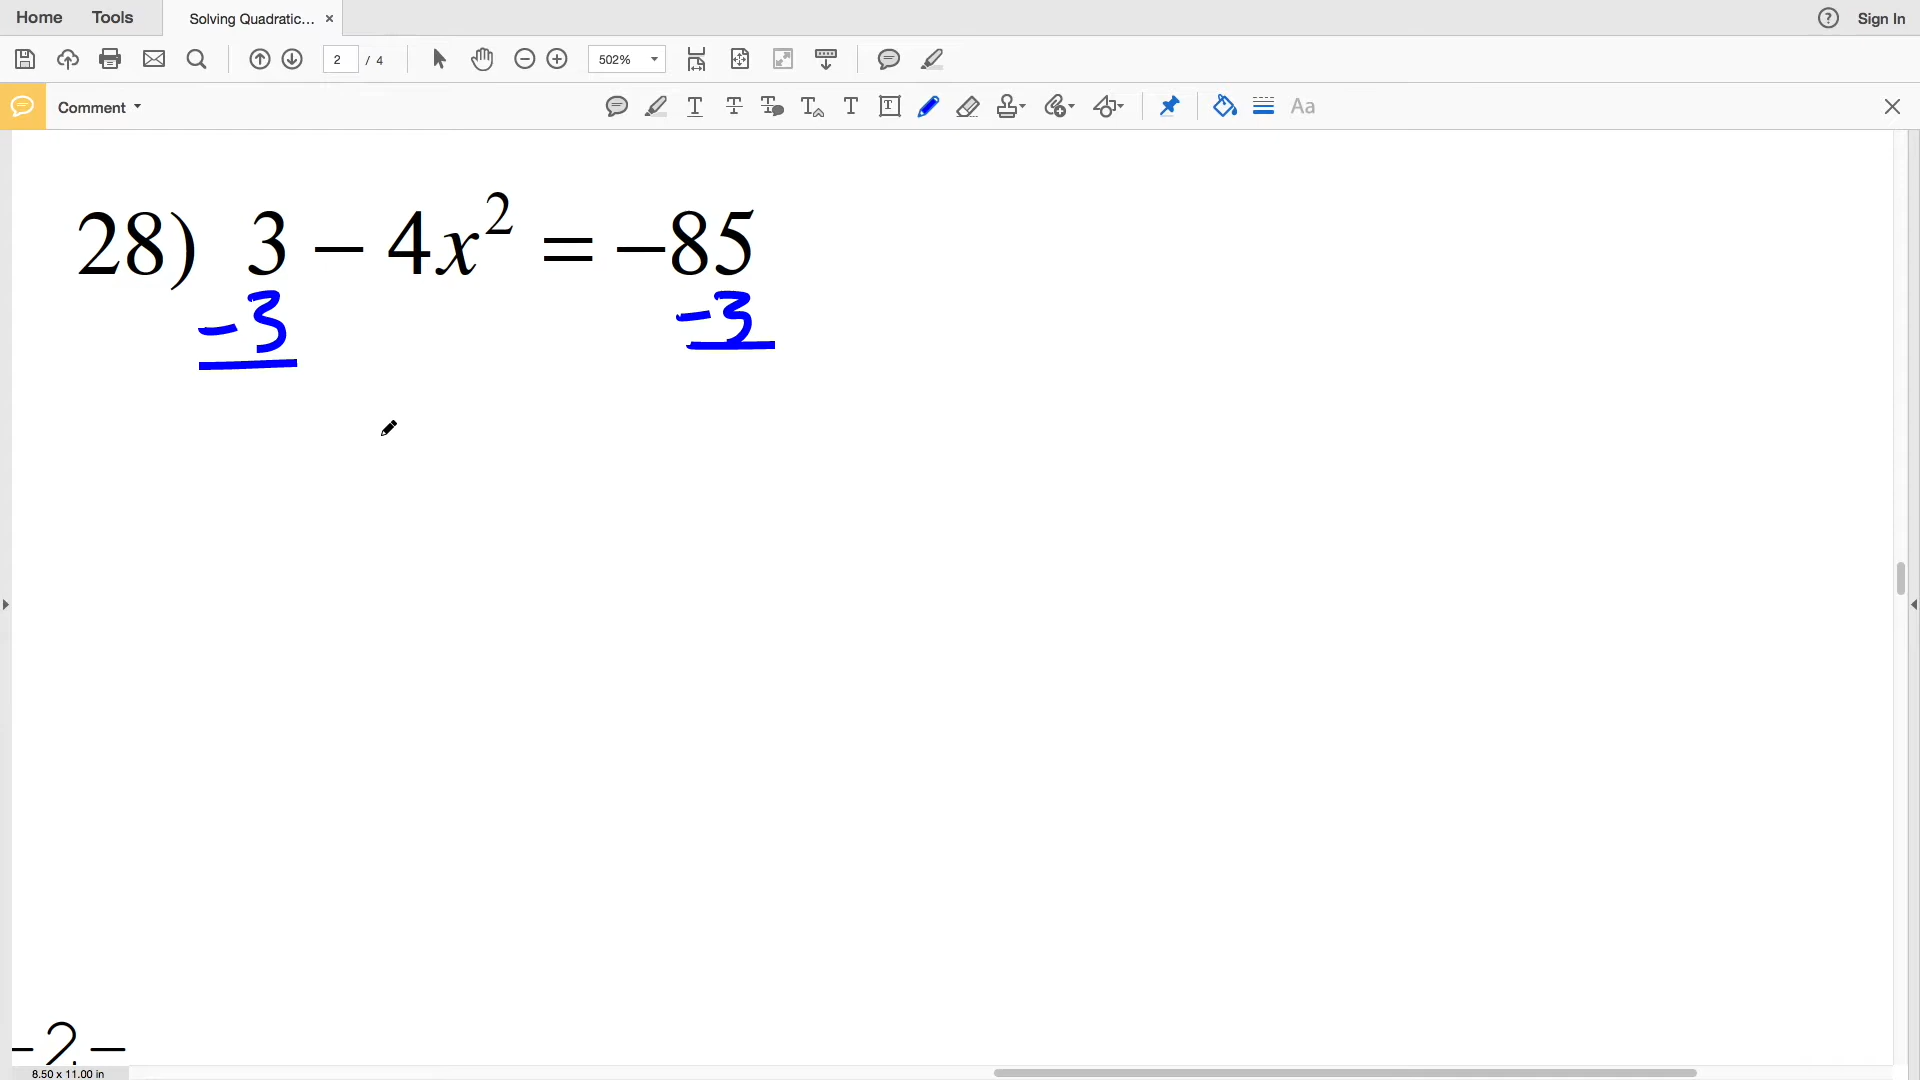 Home Tools Solving Quadratic... × ? Sign In
2 / 4 502%
Comment T T T T T T Aa
28) 3 − 4x² = −85
-3 -3
-2-
8.50 x 11.00 in